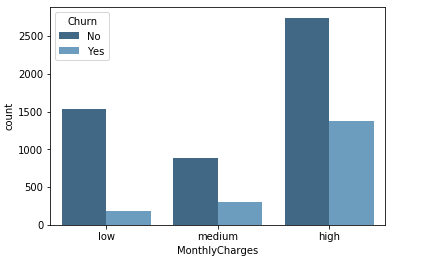 Churn
No
Yes
2500
2000
1500
1000
500
0
count
low medium high
MonthlyCharges